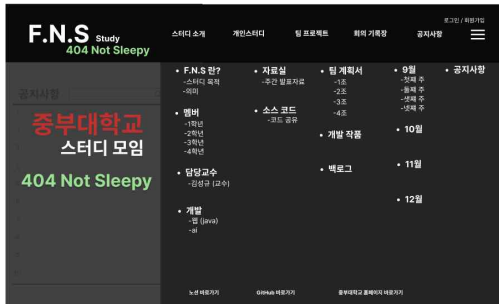 로그인 / 회원가입
F.N.S Study
404 Not Sleepy
스터디 소개
개인스터디
팀 프로젝트
회의 기록장
공지사항
공지사항
중부대학교
스터디 모임
404 Not Sleepy
• F.N.S 란?
-스터디 목적
-의미
• 멤버
-1학년
-2학년
-3학년
-4학년
• 담당교수
-김성규 (교수)
• 개발
-웹 (java)
-ai
• 자료실
-주간 발표자료
• 소스 코드
-코드 공유
• 팀 계획서
-1조
-2조
-3조
-4조
• 개발 작품
• 백로그
• 9월
-첫째 주
-둘째 주
-셋째 주
-넷째 주
• 10월
• 11월
• 12월
• 공지사항
노션 바로가기
GitHub 바로가기
중부대학교 홈페이지 바로가기